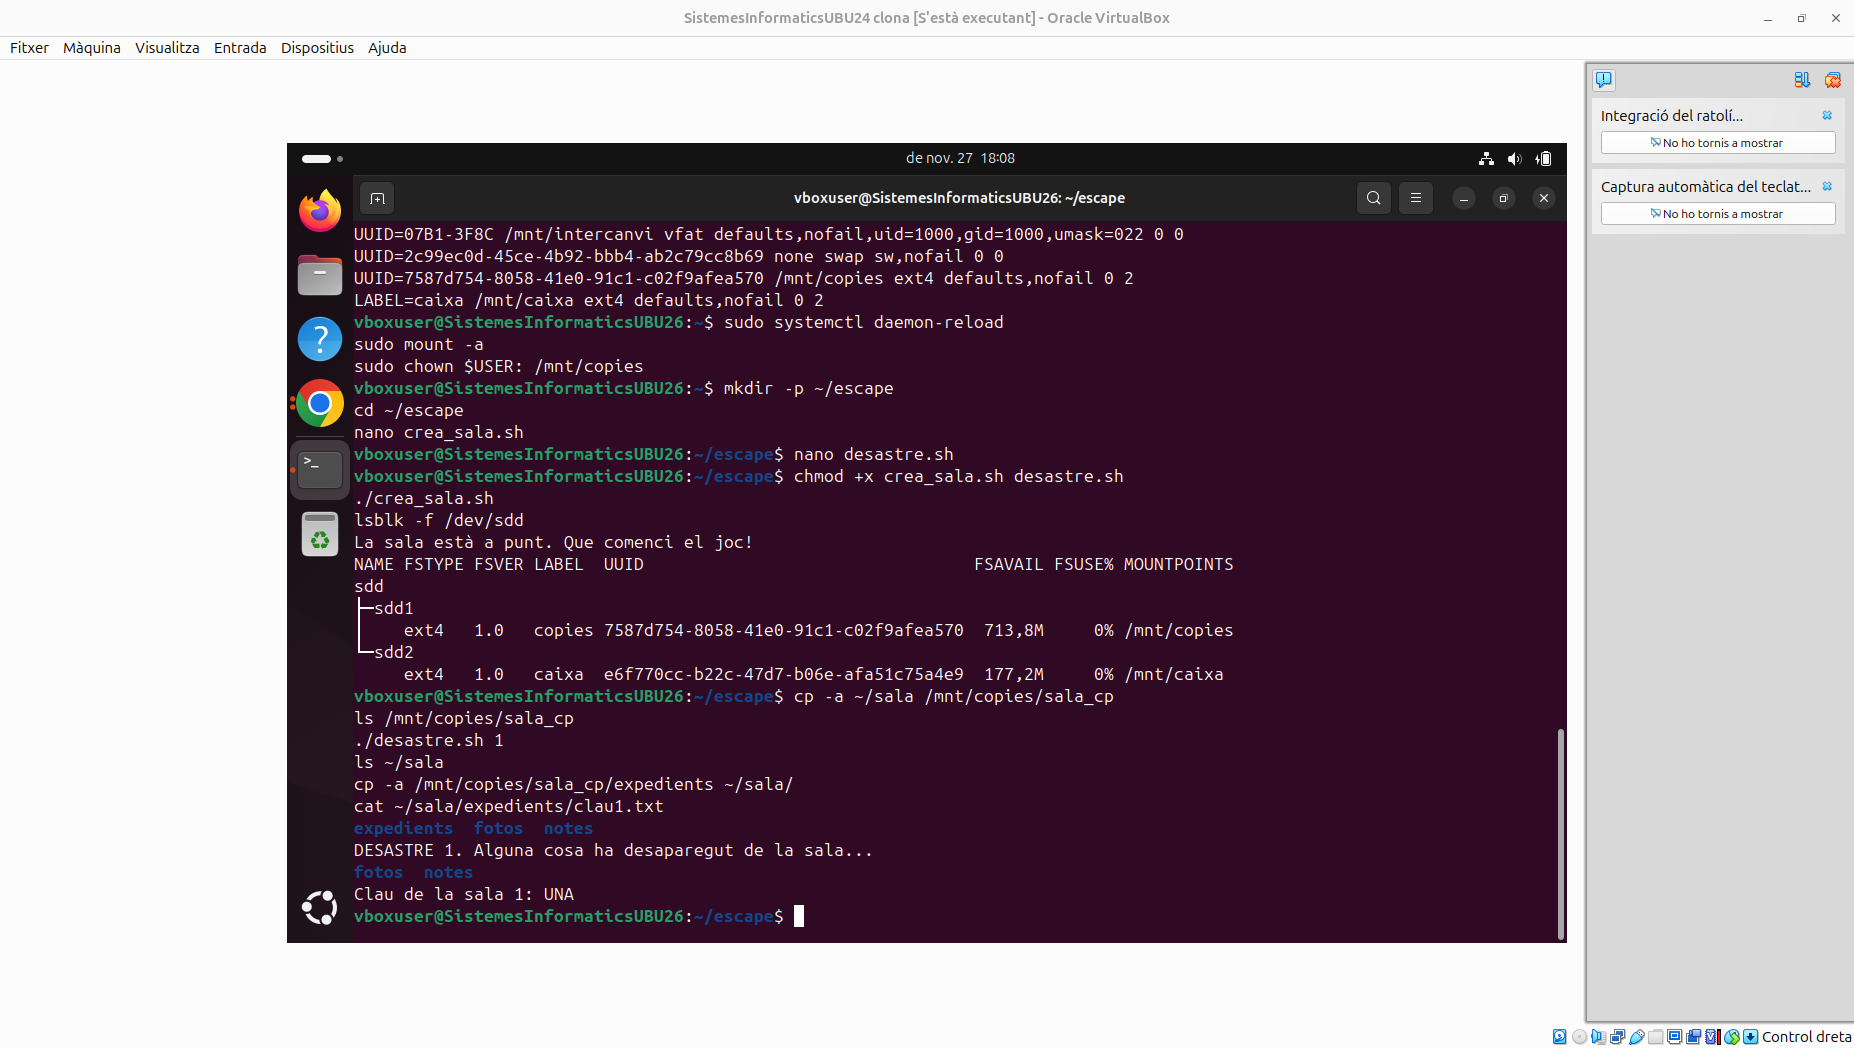 SistemesInformaticsUBU24 clona [S'està executant] - Oracle VirtualBox
Fitxer Màquina Visualitza Entrada Dispositius Ajuda
Integració del ratolí...
No ho tornis a mostrar
Captura automàtica del teclat...
No ho tornis a mostrar
de nov. 27 18:08
vboxuser@SistemesInformaticsUBU26: ~/escape
UUID=07B1-3F8C /mnt/intercanvi vfat defaults,nofail,uid=1000,gid=1000,umask=022 0 0
UUID=2c99ec0d-45ce-4b92-bbb4-ab2c79cc8b69 none swap sw,nofail 0 0
UUID=7587d754-8058-41e0-91c1-c02f9afea570 /mnt/copies ext4 defaults,nofail 0 2
LABEL=caixa /mnt/caixa ext4 defaults,nofail 0 2
vboxuser@SistemesInformaticsUBU26:~$ sudo systemctl daemon-reload
sudo mount -a
sudo chown $USER: /mnt/copies
vboxuser@SistemesInformaticsUBU26:~$ mkdir -p ~/escape
cd ~/escape
nano crea_sala.sh
vboxuser@SistemesInformaticsUBU26:~/escape$ nano desastre.sh
vboxuser@SistemesInformaticsUBU26:~/escape$ chmod +x crea_sala.sh desastre.sh
./crea_sala.sh
lsblk -f /dev/sdd
La sala està a punt. Que comenci el joc!
NAME FSTYPE FSVER LABEL UUID FSAVAIL FSUSE% MOUNTPOINTS
sdd
├─sdd1
│ ext4 1.0 copies 7587d754-8058-41e0-91c1-c02f9afea570 713,8M 0% /mnt/copies
└─sdd2
ext4 1.0 caixa e6f770cc-b22c-47d7-b06e-afa51c75a4e9 177,2M 0% /mnt/caixa
vboxuser@SistemesInformaticsUBU26:~/escape$ cp -a ~/sala /mnt/copies/sala_cp
ls /mnt/copies/sala_cp
./desastre.sh 1
ls ~/sala
cp -a /mnt/copies/sala_cp/expedients ~/sala/
cat ~/sala/expedients/clau1.txt
expedients fotos notes
DESASTRE 1. Alguna cosa ha desaparegut de la sala...
fotos notes
Clau de la sala 1: UNA
vboxuser@SistemesInformaticsUBU26:~/escape$
Control dreta